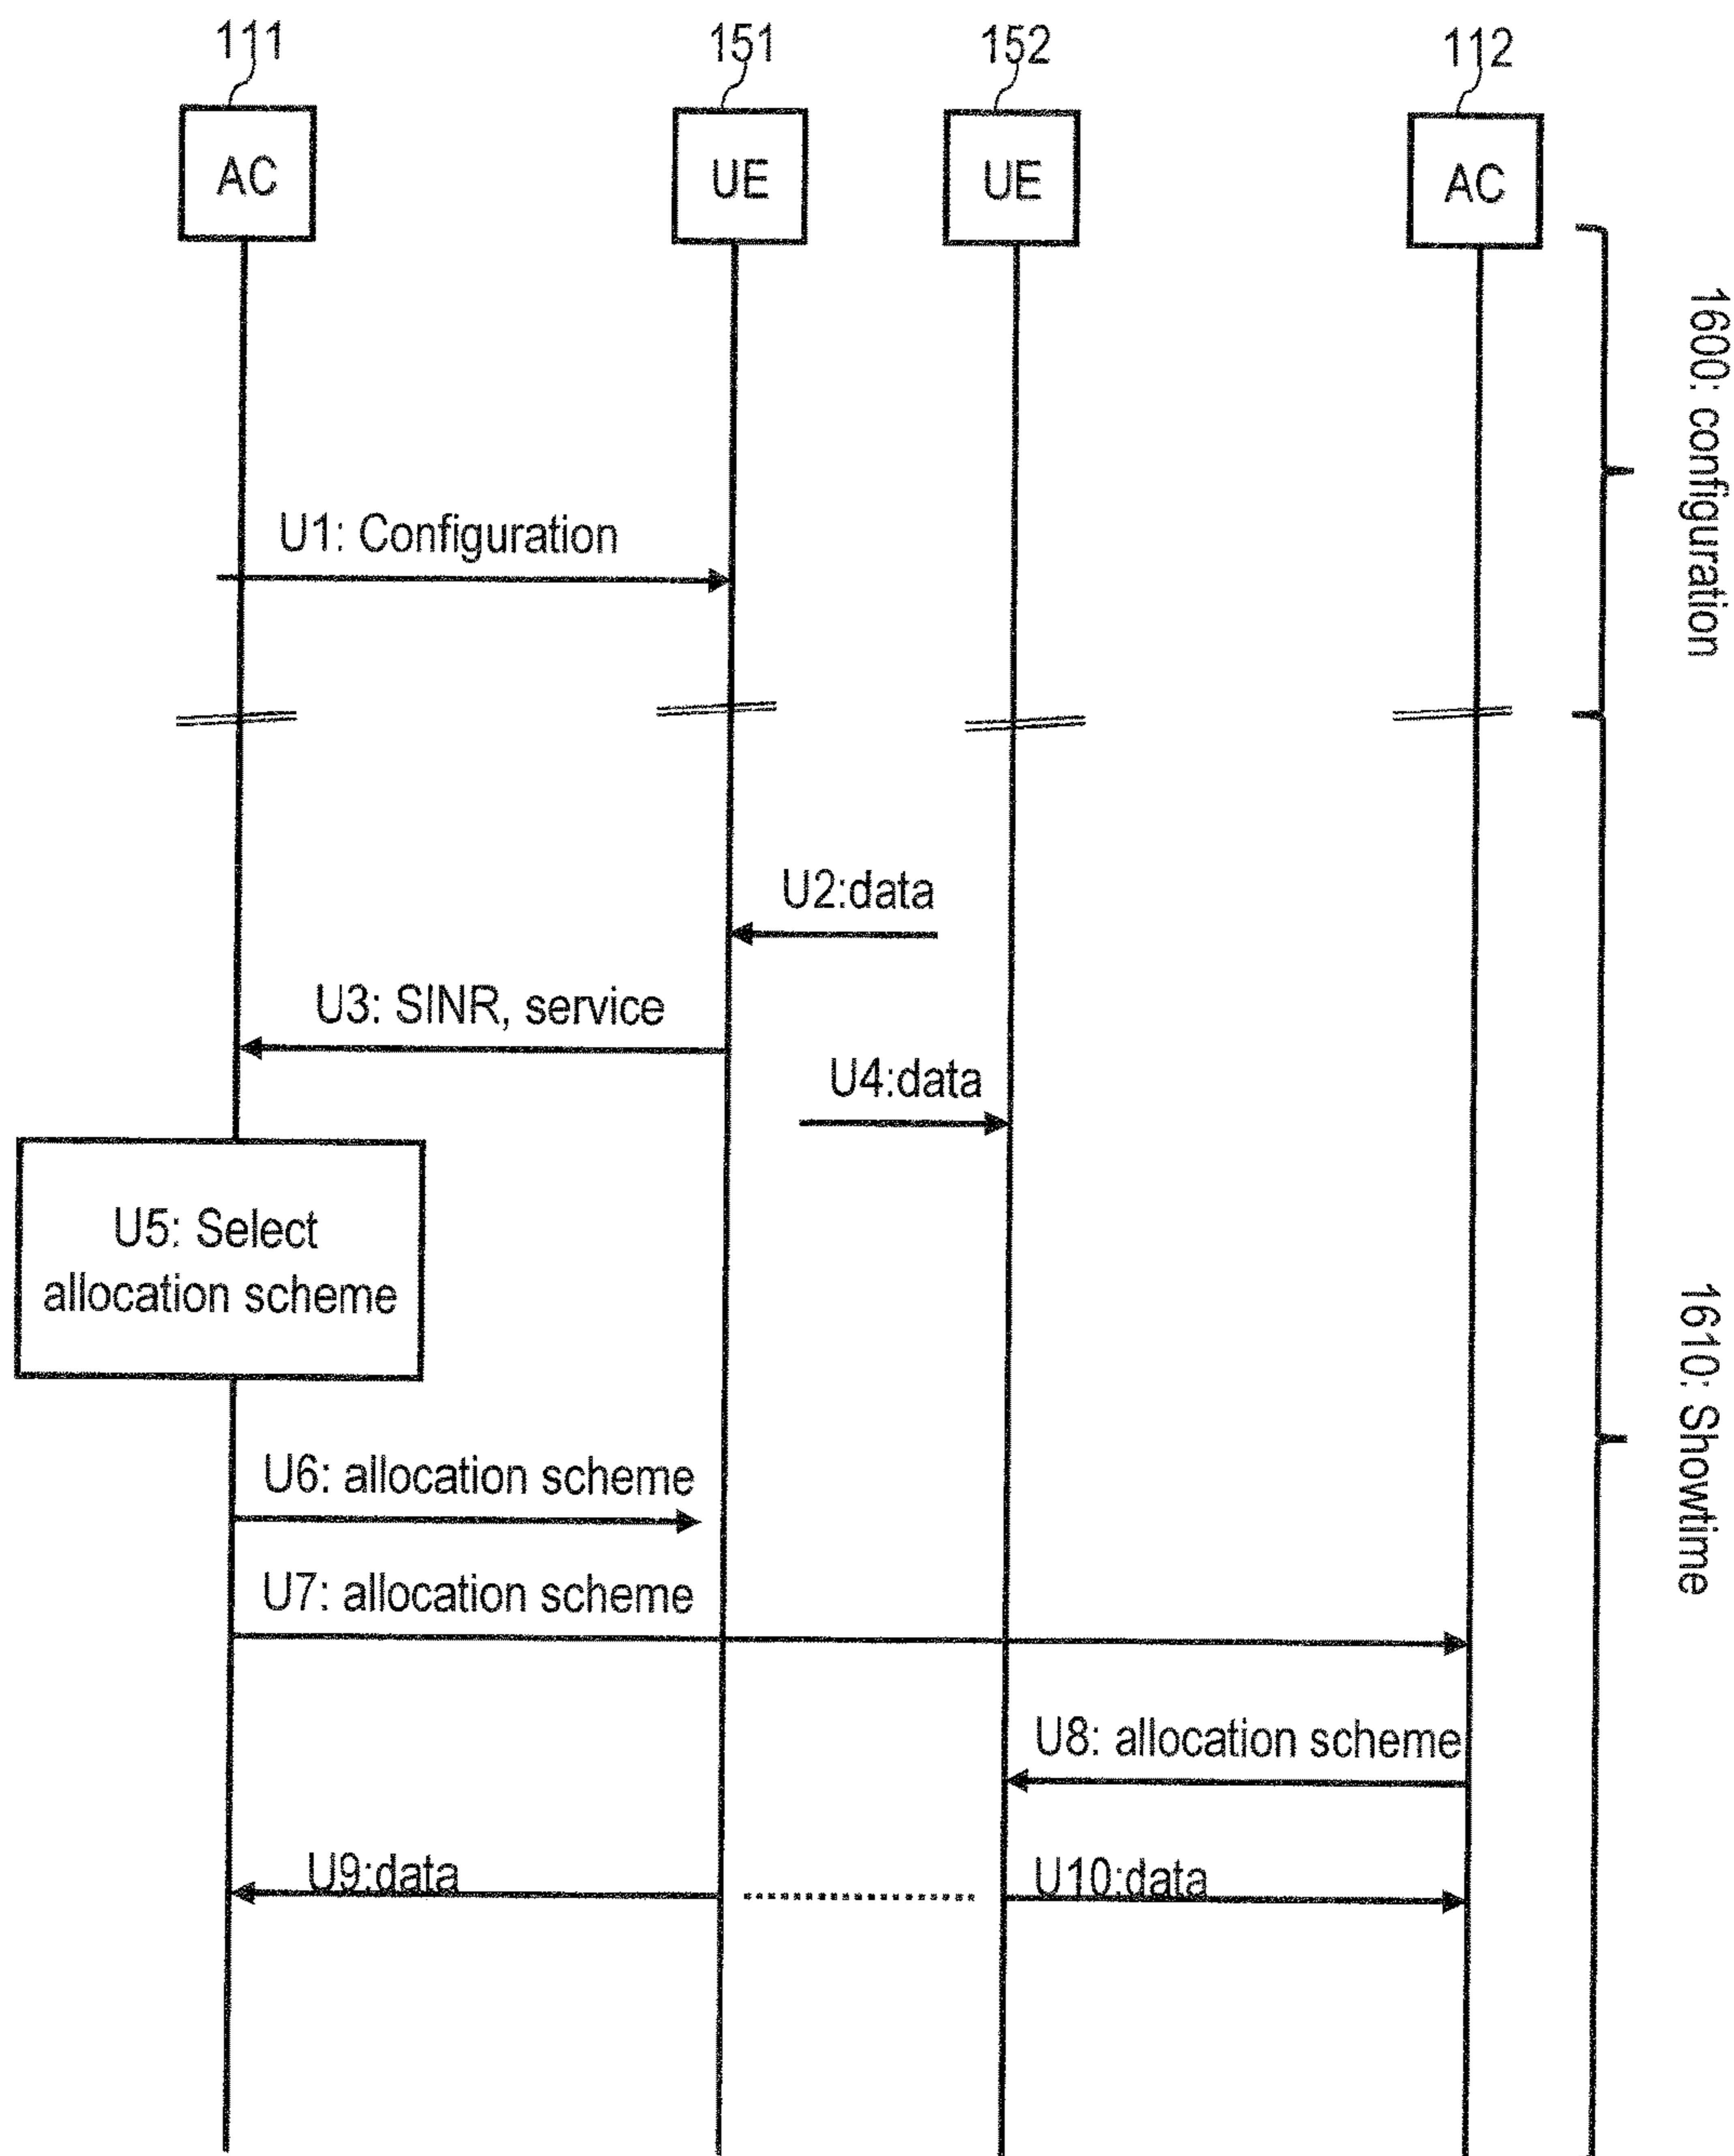 111
151
152
112
AC
UE
UE
AC
1600: configuration
U1: Configuration
U2:data
U3: SINR, service
U4:data
U5: Select
allocation scheme
1610: Showtime
U6: allocation scheme
U7: allocation scheme
U8: allocation scheme
U9:data
U10:data